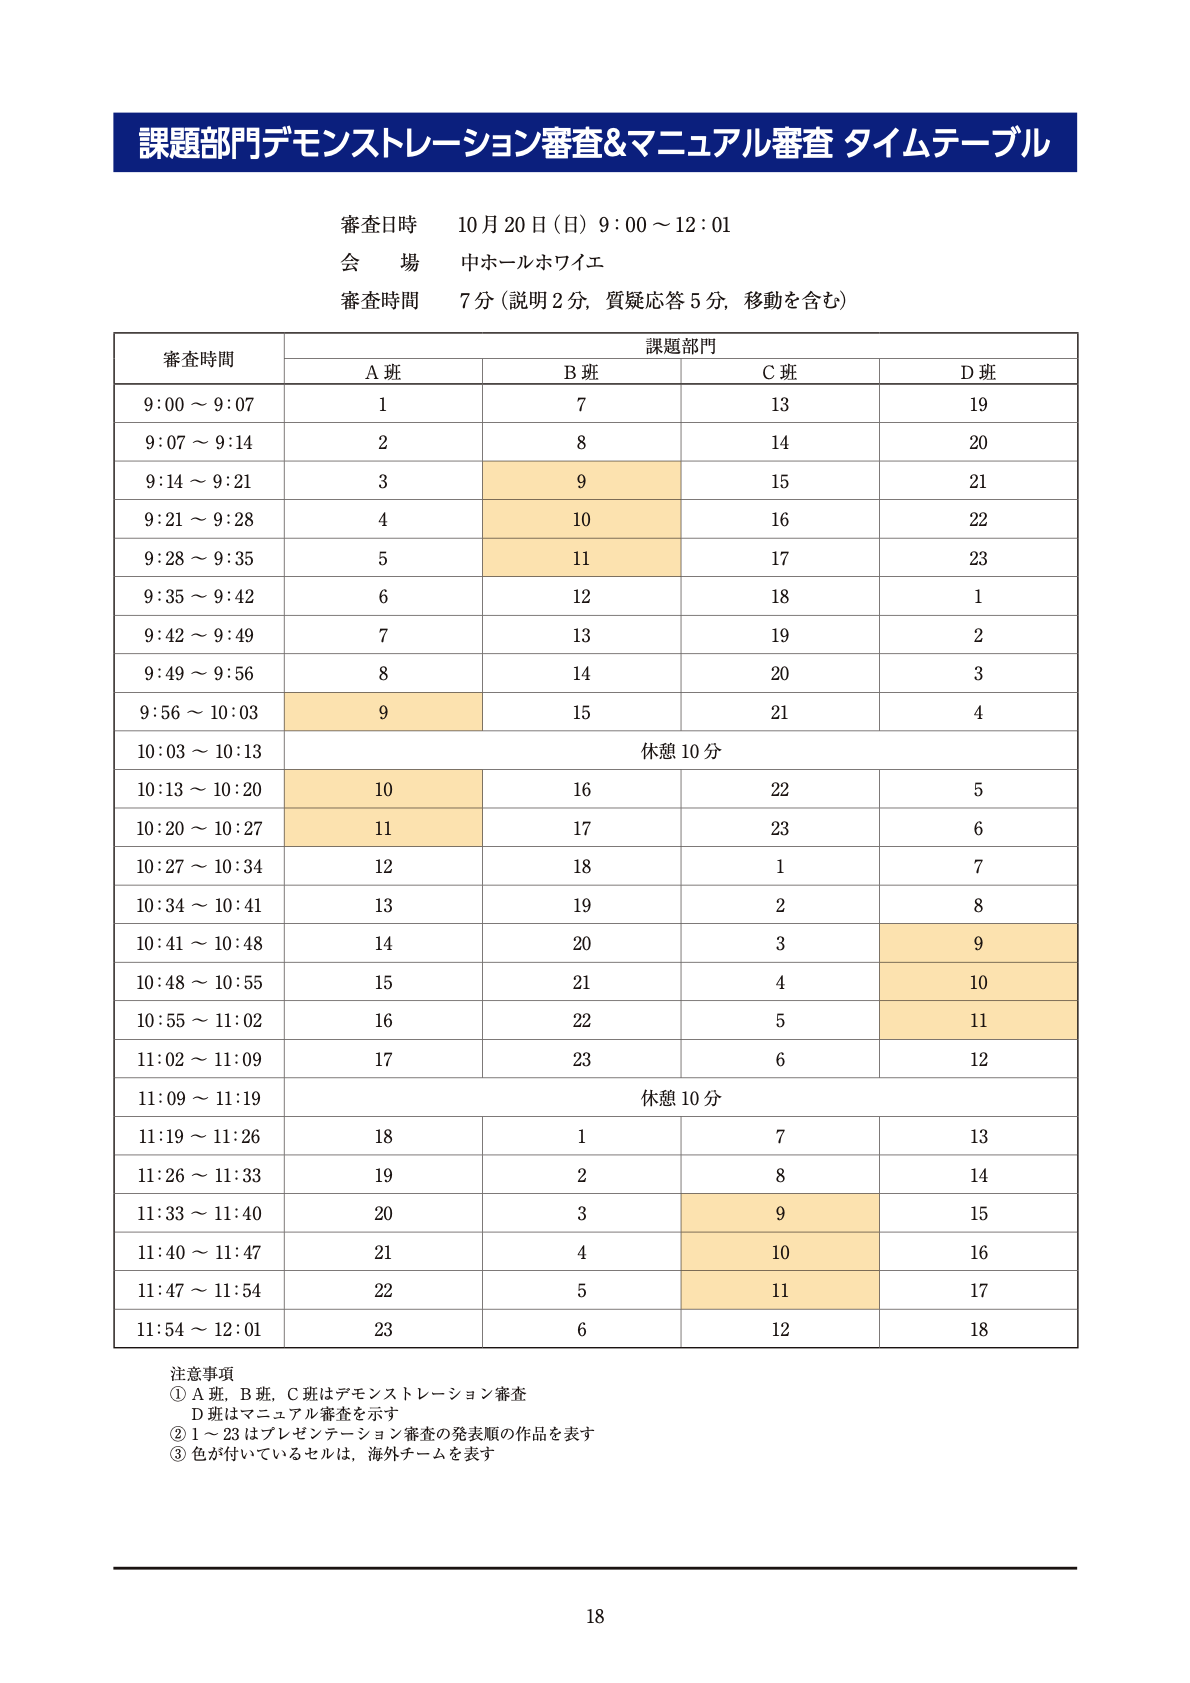 課題部門デモンストレーション審査&マニュアル審査 タイムテーブル
審査日時 10月20日(日) 9:00～12:01
会 場 中ホールホワイエ
審査時間 7分(説明2分, 質疑応答5分, 移動を含む)
審査時間 課題部門
A班 B班 C班 D班
9:00 ～ 9:07 1 7 13 19
9:07 ～ 9:14 2 8 14 20
9:14 ～ 9:21 3 9 15 21
9:21 ～ 9:28 4 10 16 22
9:28 ～ 9:35 5 11 17 23
9:35 ～ 9:42 6 12 18 1
9:42 ～ 9:49 7 13 19 2
9:49 ～ 9:56 8 14 20 3
9:56 ～ 10:03 9 15 21 4
10:03 ～ 10:13 休憩10分
10:13 ～ 10:20 10 16 22 5
10:20 ～ 10:27 11 17 23 6
10:27 ～ 10:34 12 18 1 7
10:34 ～ 10:41 13 19 2 8
10:41 ～ 10:48 14 20 3 9
10:48 ～ 10:55 15 21 4 10
10:55 ～ 11:02 16 22 5 11
11:02 ～ 11:09 17 23 6 12
11:09 ～ 11:19 休憩10分
11:19 ～ 11:26 18 1 7 13
11:26 ～ 11:33 19 2 8 14
11:33 ～ 11:40 20 3 9 15
11:40 ～ 11:47 21 4 10 16
11:47 ～ 11:54 22 5 11 17
11:54 ～ 12:01 23 6 12 18
注意事項
① A班, B班, C班はデモンストレーション審査
D班はマニュアル審査を示す
② 1～23はプレゼンテーション審査の発表順の作品を表す
③ 色が付いているセルは, 海外チームを表す
18